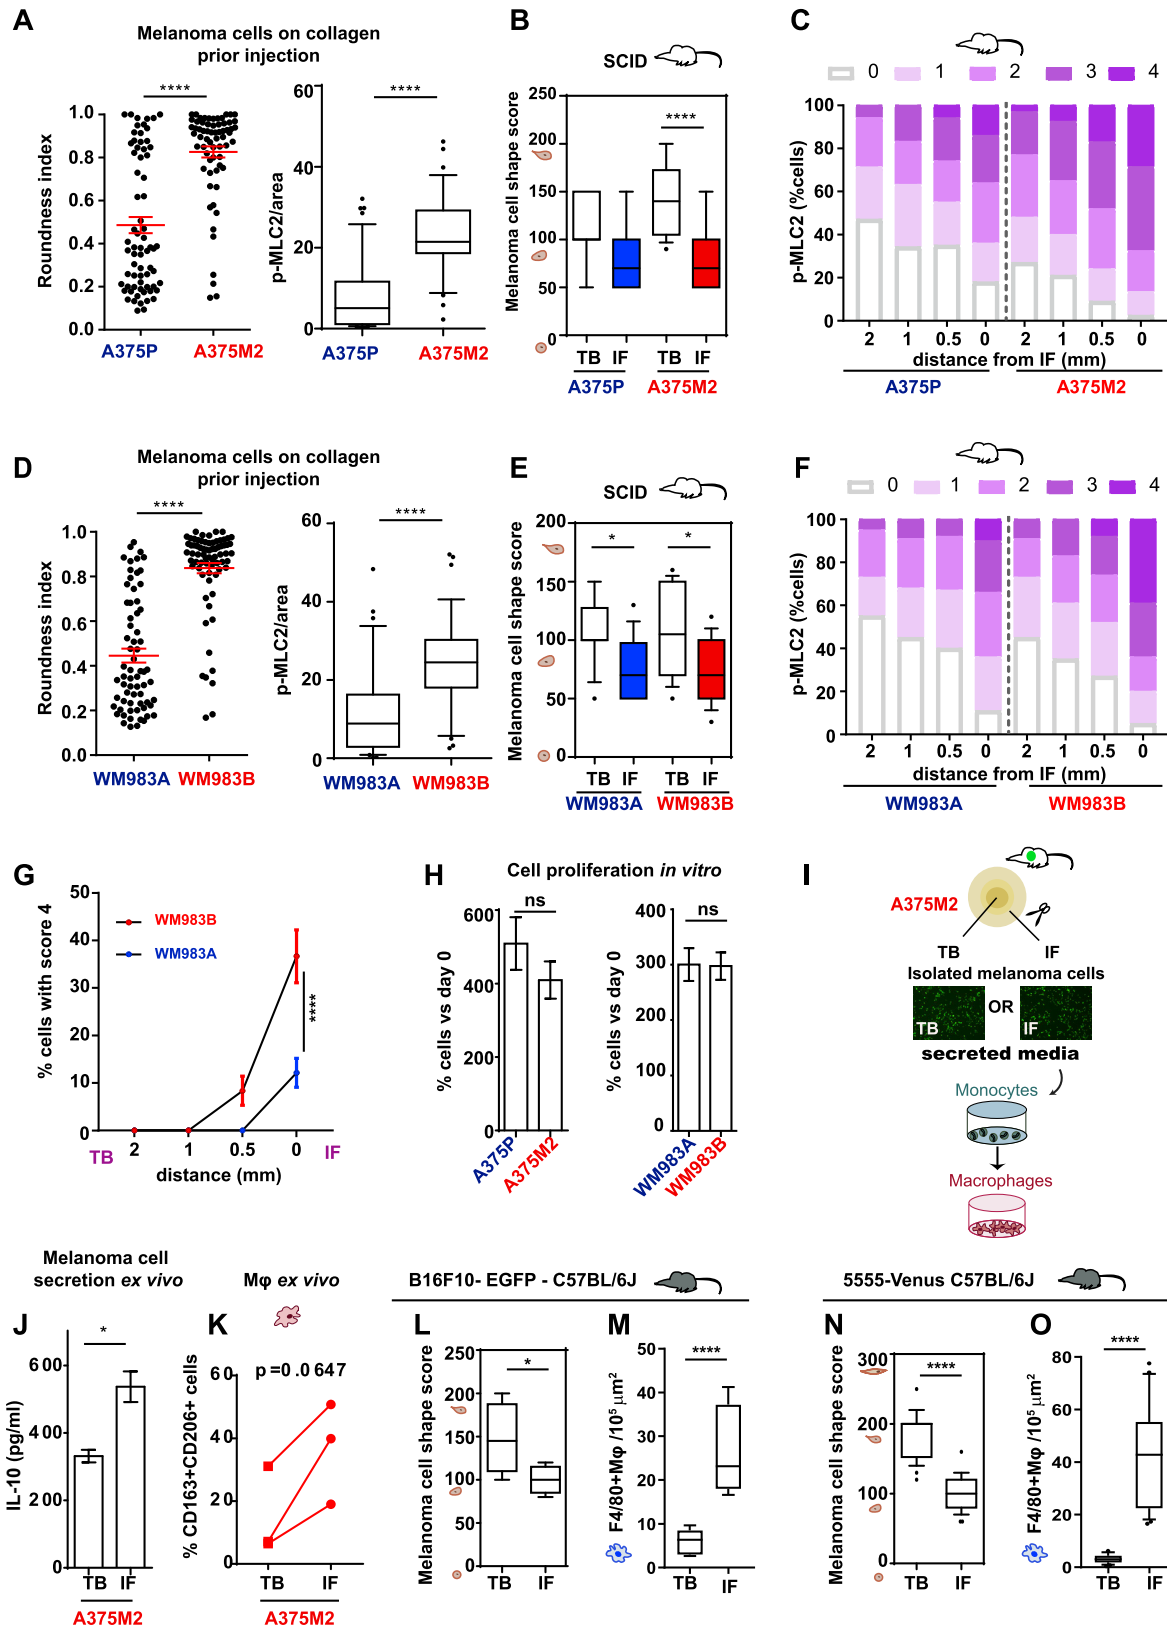 A
Melanoma cells on collagen
prior injection
****
Roundness index
1.0
0.8
0.6
0.4
0.2
0.0
A375P
A375M2
****
p-MLC2/area
60
40
20
0
A375P
A375M2
B
SCID
Melanoma cell shape score
250
200
150
100
50
0
****
TB IF TB IF
A375P A375M2
C
0 1 2 3 4
p-MLC2 (%cells)
100
80
60
40
20
0
2 1 0.5 0 2 1 0.5 0
distance from IF (mm)
A375P A375M2
D
Melanoma cells on collagen
prior injection
****
Roundness index
1.0
0.8
0.6
0.4
0.2
0.0
WM983A WM983B
****
p-MLC2/area
60
40
20
0
WM983A WM983B
E
SCID
Melanoma cell shape score
200
150
100
50
0
* *
TB IF TB IF
WM983A WM983B
F
0 1 2 3 4
p-MLC2 (%cells)
100
80
60
40
20
0
2 1 0.5 0 2 1 0.5 0
distance from IF (mm)
WM983A WM983B
G
% cells with score 4
50
40
30
20
10
0
WM983B
WM983A
****
TB 2 1 0.5 0 IF
distance (mm)
H
Cell proliferation in vitro
ns
% cells vs day 0
600
400
200
0
A375P
A375M2
ns
% cells vs day 0
400
300
200
100
0
WM983A
WM983B
I
A375M2
TB IF
Isolated melanoma cells
TB OR IF
secreted media
Monocytes
Macrophages
Melanoma cell
secretion ex vivo
J
*
IL-10 (pg/ml)
600
400
200
0
TB IF
A375M2
Mφ ex vivo
K
p=0.0647
% CD163+CD206+ cells
60
40
20
0
TB IF
A375M2
B16F10- EGFP - C57BL/6J
L
*
Melanoma cell shape score
250
200
150
100
50
0
TB IF
M
****
F4/80+Mφ /10⁵ µm²
50
40
30
20
10
0
TB IF
5555-Venus C57BL/6J
N
****
Melanoma cell shape score
300
200
100
0
TB IF
O
****
F4/80+Mφ /10⁵ µm²
80
60
40
20
0
TB IF